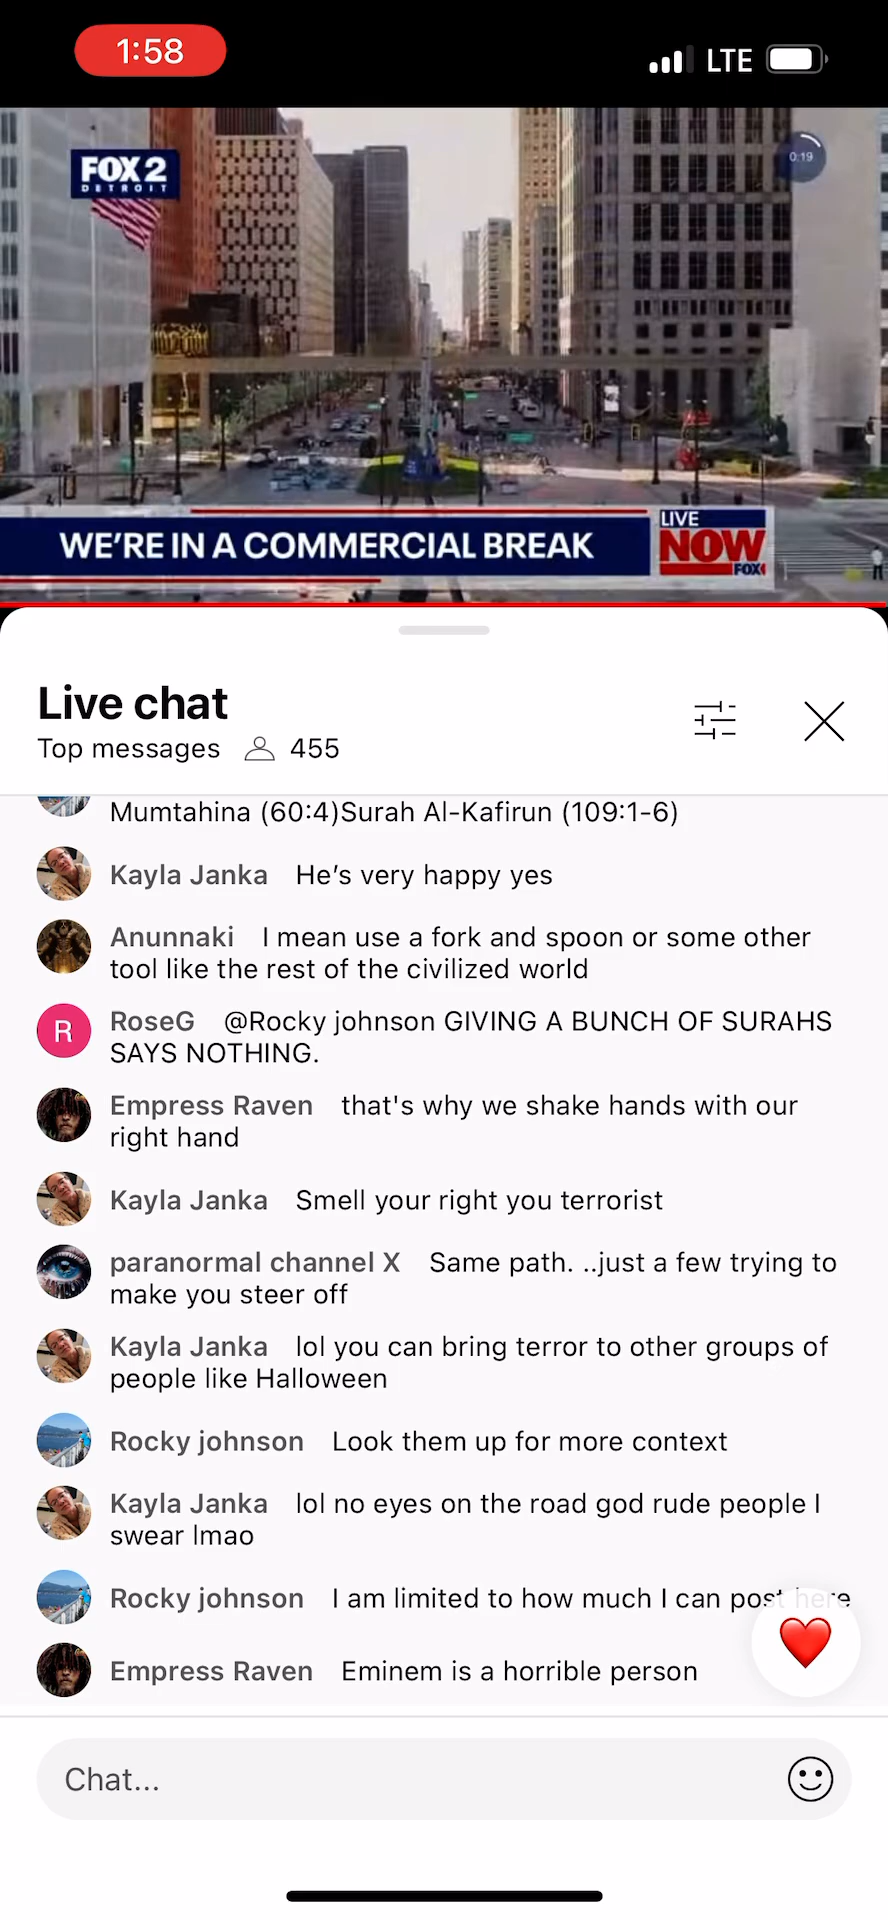 1:58
LTE
FOX 2
DETROIT
0:19
WE'RE IN A COMMERCIAL BREAK
LIVE
NOW
FOX
Live chat
Top messages 455
Mumtahina (60:4)Surah Al-Kafirun (109:1-6)
Kayla Janka He's very happy yes
Anunnaki I mean use a fork and spoon or some other
tool like the rest of the civilized world
R
RoseG @Rocky johnson GIVING A BUNCH OF SURAHS
SAYS NOTHING.
Empress Raven that's why we shake hands with our
right hand
Kayla Janka Smell your right you terrorist
paranormal channel X Same path. ..just a few trying to
make you steer off
Kayla Janka lol you can bring terror to other groups of
people like Halloween
Rocky johnson Look them up for more context
Kayla Janka lol no eyes on the road god rude people I
swear lmao
Rocky johnson I am limited to how much I can post here
Empress Raven Eminem is a horrible person
Chat...